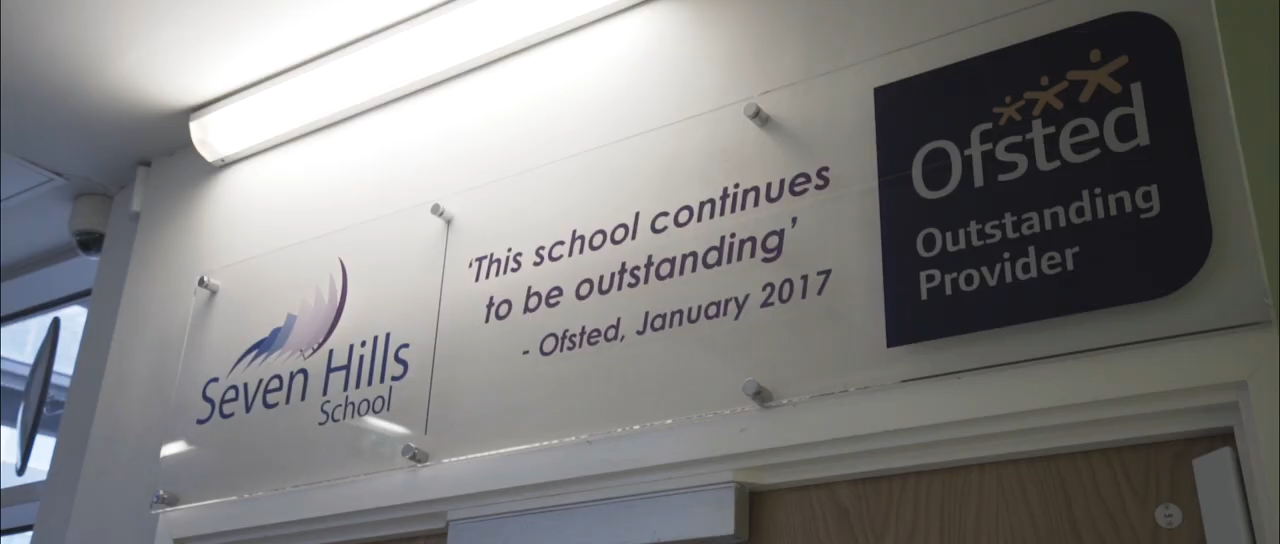 Seven Hills
School
‘This school continues
to be outstanding’
- Ofsted, January 2017
Ofsted
Outstanding
Provider